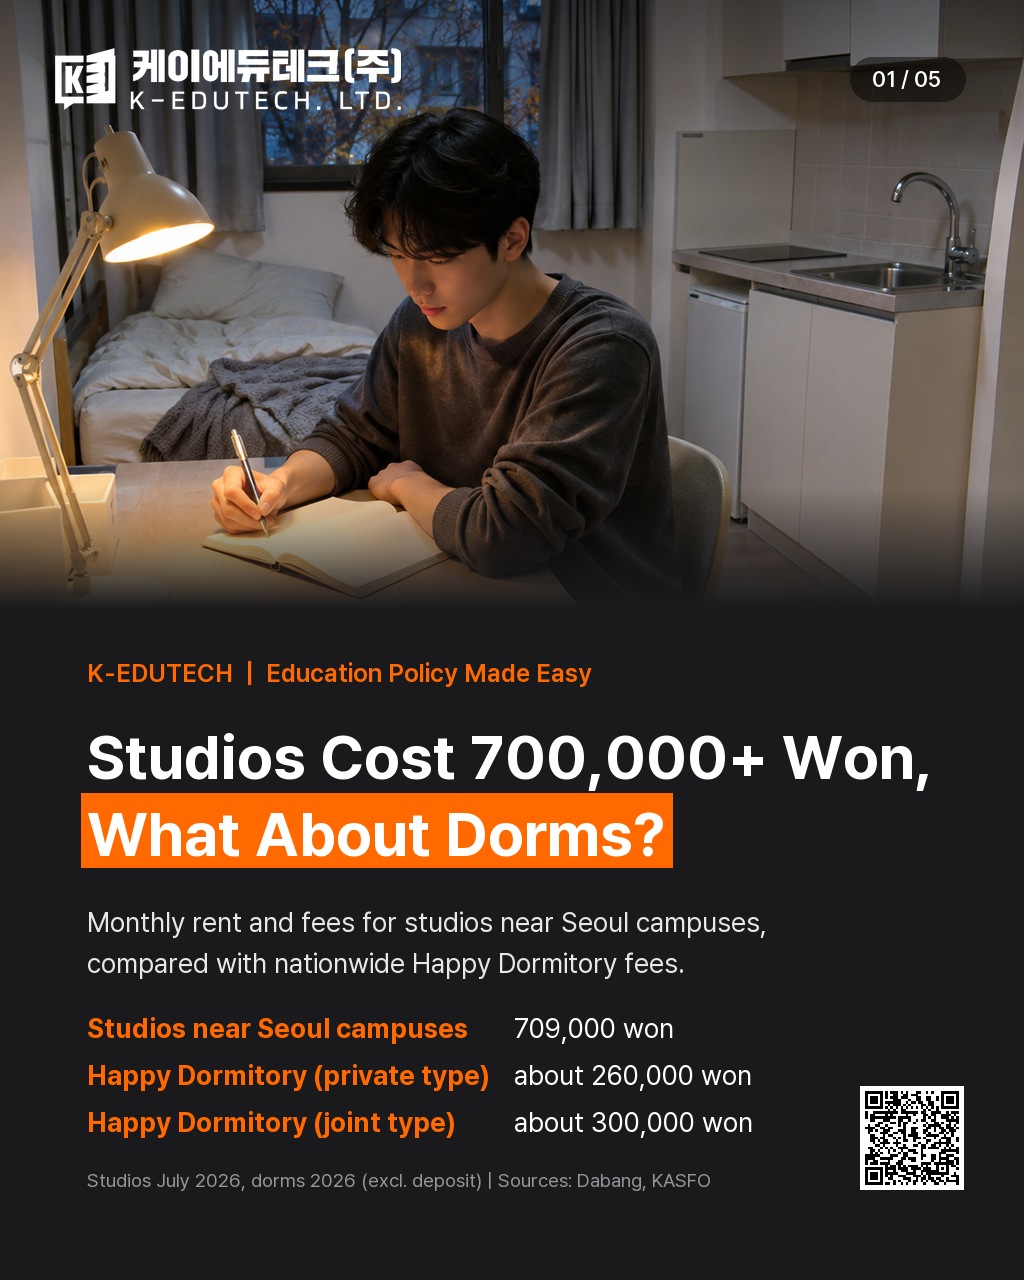 케이에듀테크(주)
K-EDUTECH. LTD.
01 / 05
K-EDUTECH | Education Policy Made Easy
Studios Cost 700,000+ Won,
What About Dorms?
Monthly rent and fees for studios near Seoul campuses,
compared with nationwide Happy Dormitory fees.
Studios near Seoul campuses 709,000 won
Happy Dormitory (private type) about 260,000 won
Happy Dormitory (joint type) about 300,000 won
Studios July 2026, dorms 2026 (excl. deposit) | Sources: Dabang, KASFO